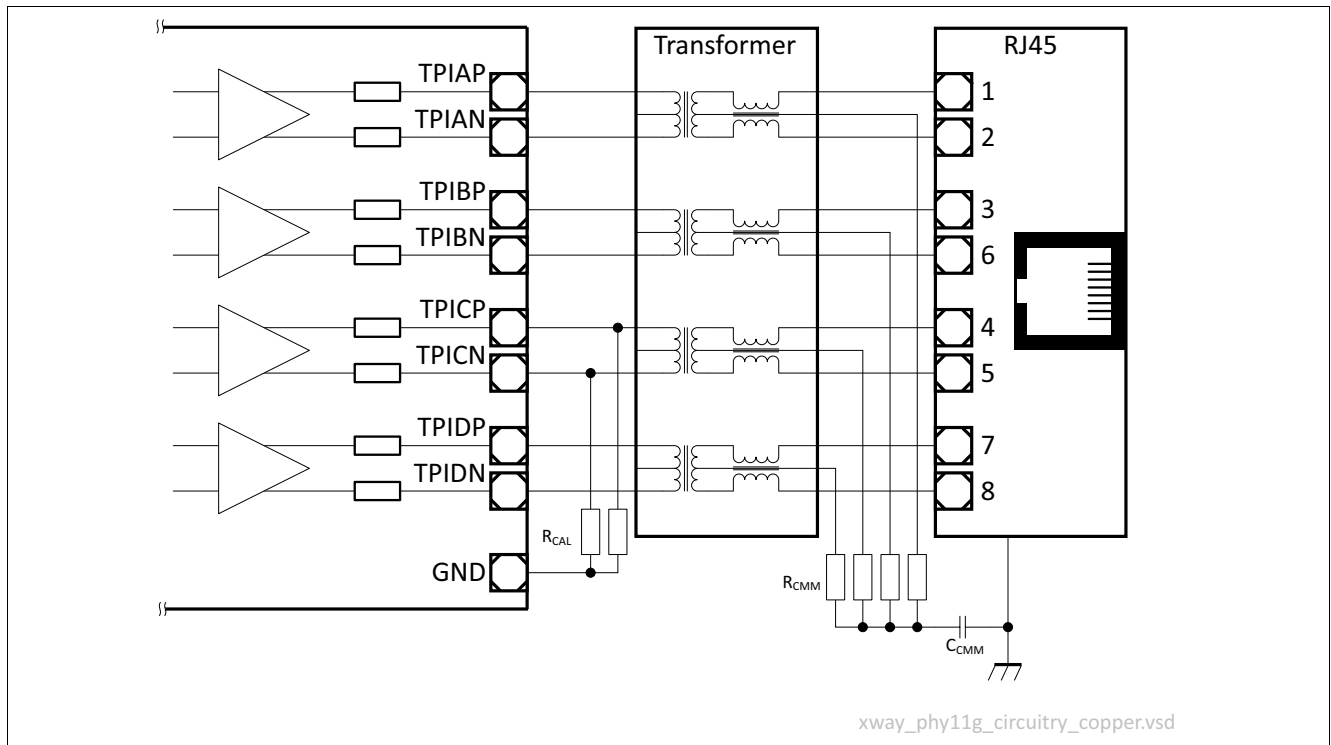 Transformer
RJ45
TPIAP
1
TPIAN
2
TPIBP
3
TPIBN
6
TPICP
4
TPICN
5
TPIDP
7
TPIDN
8
RCAL
GND
RCMM
CCMM
xway_phy11g_circuitry_copper.vsd